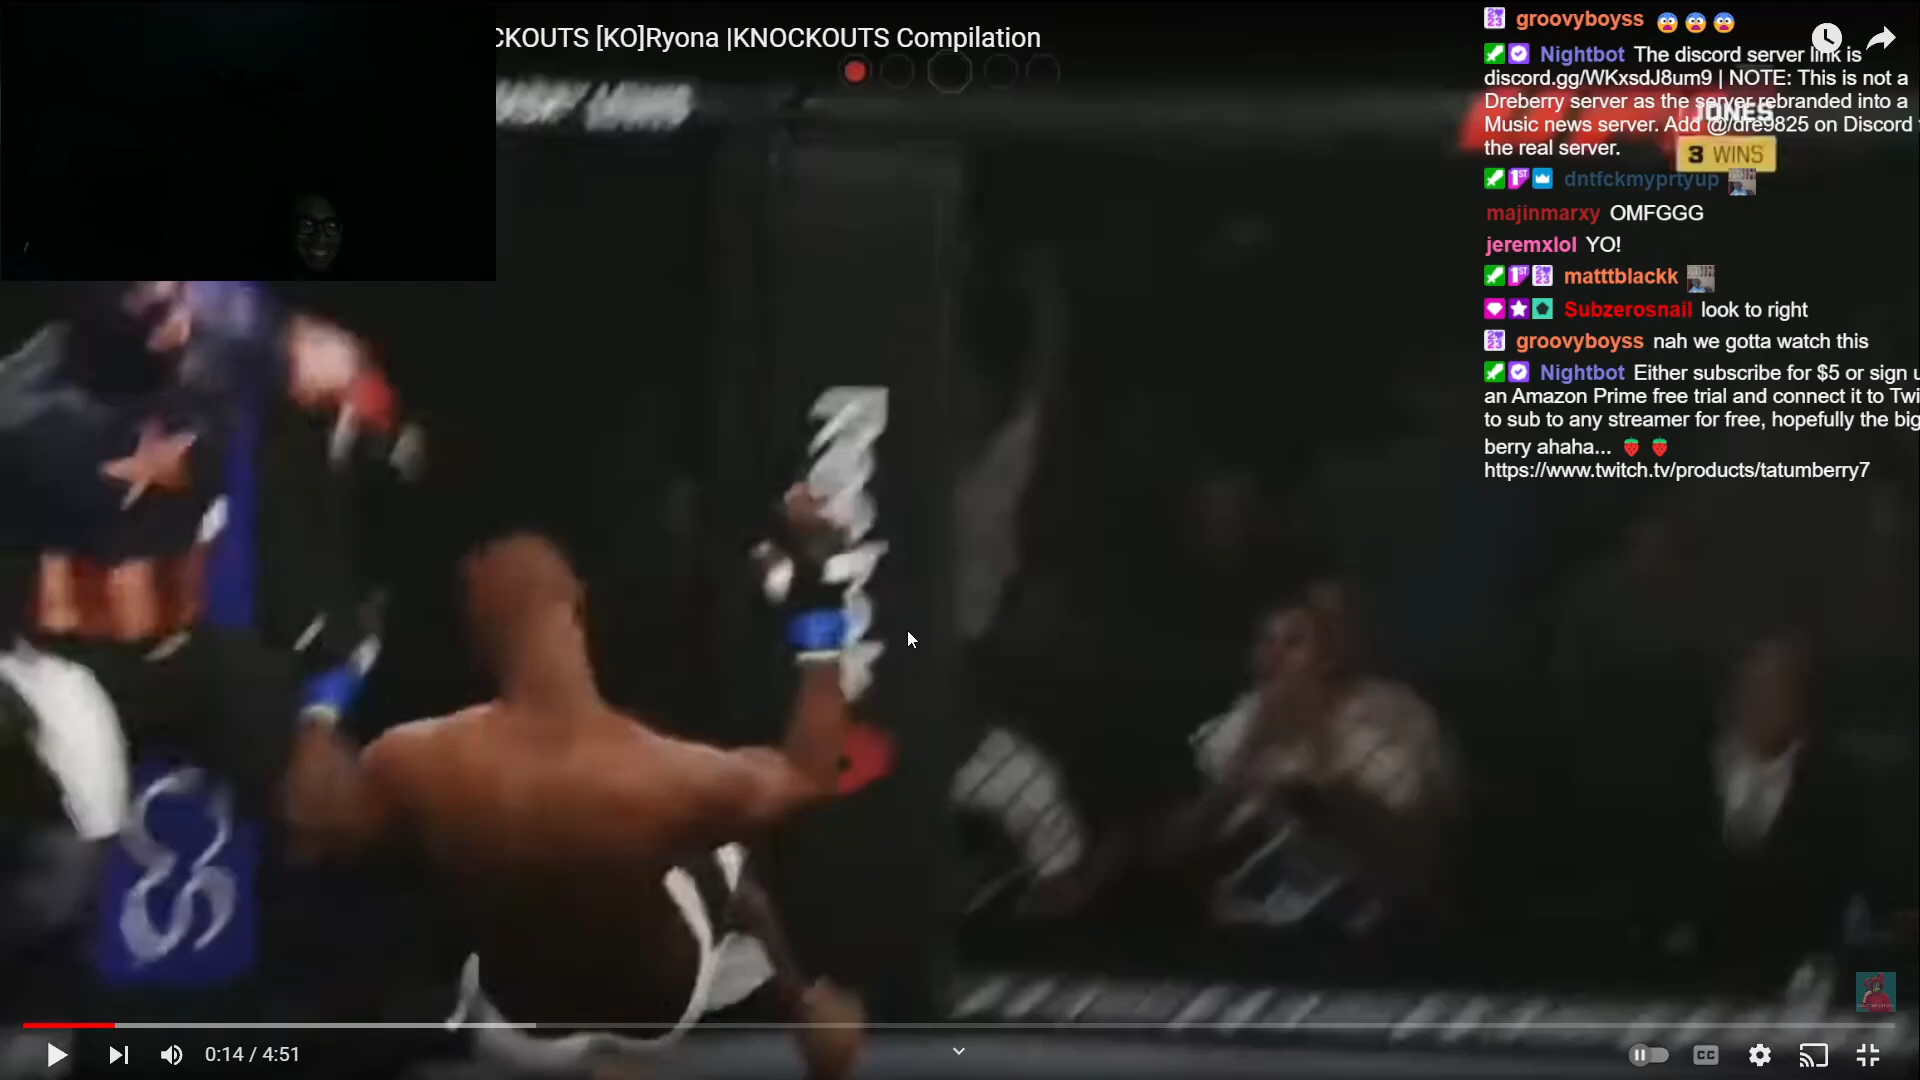 CKOUTS [KO]Ryona |KNOCKOUTS Compilation
groovyboyss 😨 😨 😨
Nightbot The discord server link is
discord.gg/WKxsdJ8um9 | NOTE: This is not a
Dreberry server as the server rebranded into a
Music news server. Add @/dre9825 on Discord
the real server.
JONES
3 WINS
dntfckmyprtyup
majinmarxy OMFGGG
jeremxlol YO!
matttblackk
Subzerosnail look to right
groovyboyss nah we gotta watch this
Nightbot Either subscribe for $5 or sign u
an Amazon Prime free trial and connect it to Twi
to sub to any streamer for free, hopefully the big
berry ahaha... 🍓 🍓
https://www.twitch.tv/products/tatumberry7
0:14 / 4:51
CC